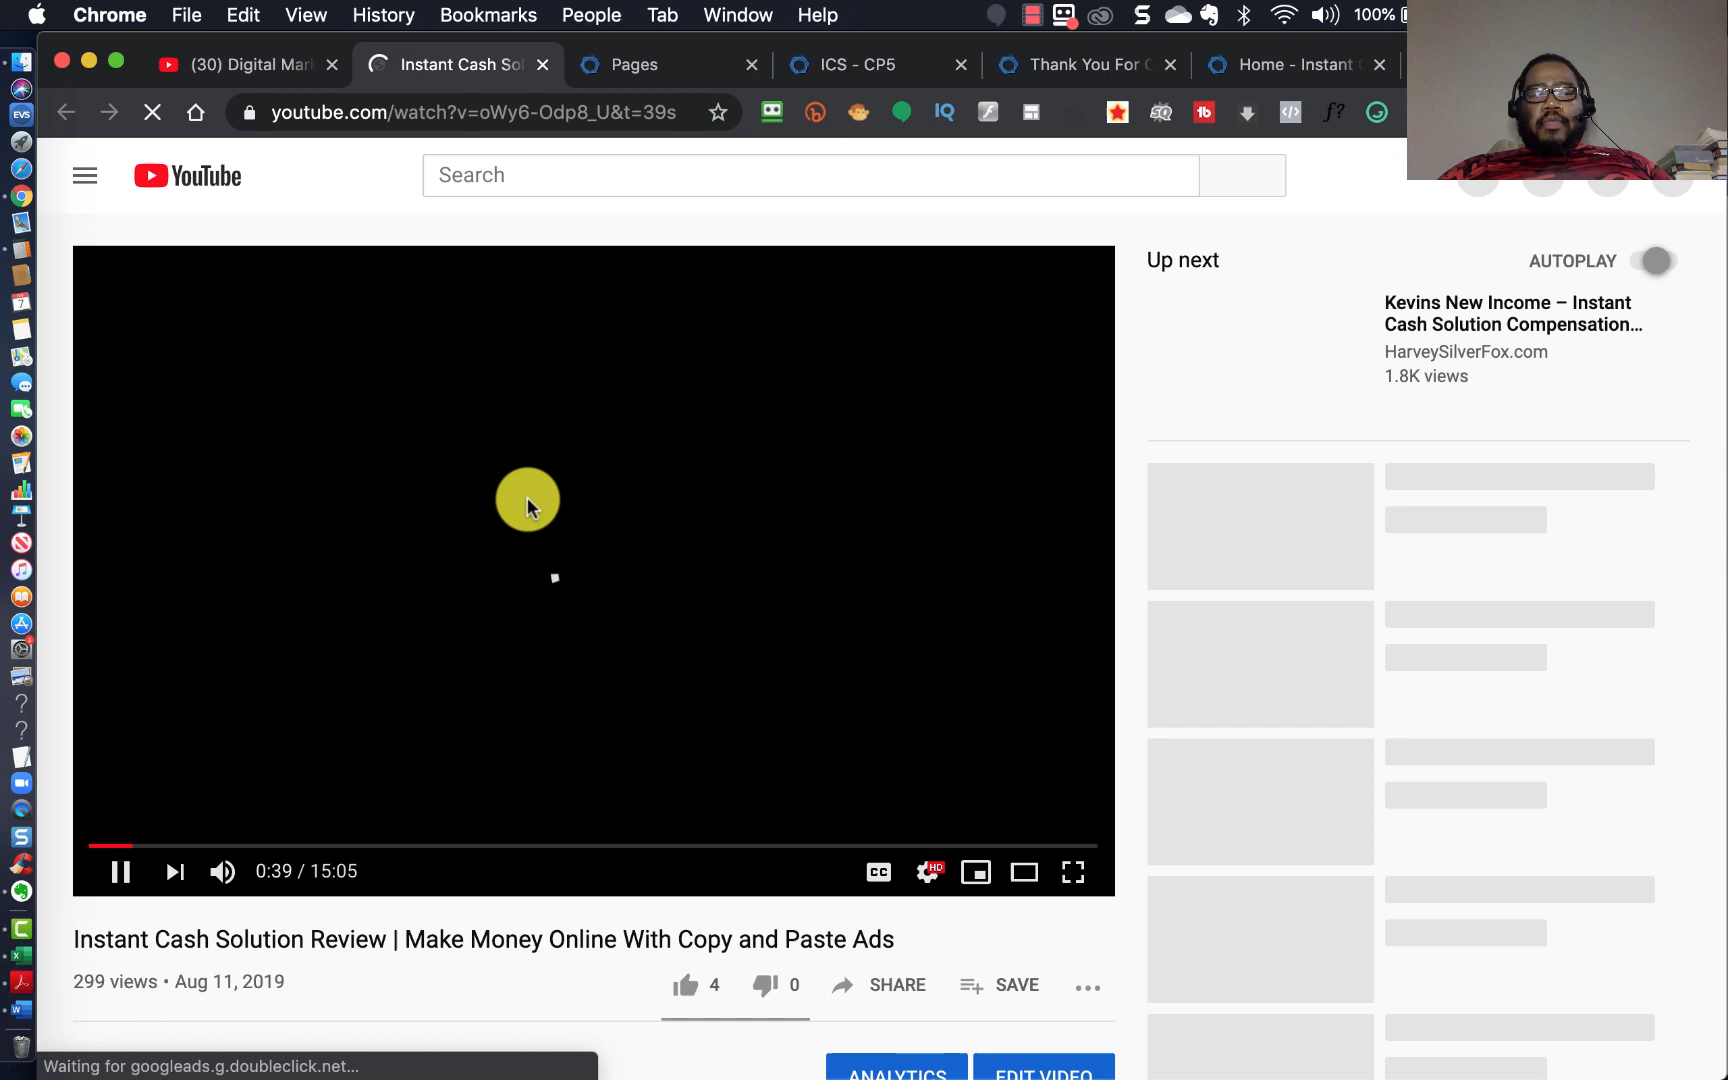 Chrome File Edit View History Bookmarks People Tab Window Help 100%
(30) Digital Mar Instant Cash Sol Pages ICS - CP5 Thank You For C Home - Instant
youtube.com/watch?v=oWy6-Odp8_U&t=39s
YouTube
Search
Up next
AUTOPLAY
Kevins New Income – Instant
Cash Solution Compensation...
HarveySilverFox.com
1.8K views
0:39 / 15:05
CC
HD
Instant Cash Solution Review | Make Money Online With Copy and Paste Ads
299 views • Aug 11, 2019
4 0 SHARE SAVE
ANALYTICS EDIT VIDEO
Waiting for googleads.g.doubleclick.net...